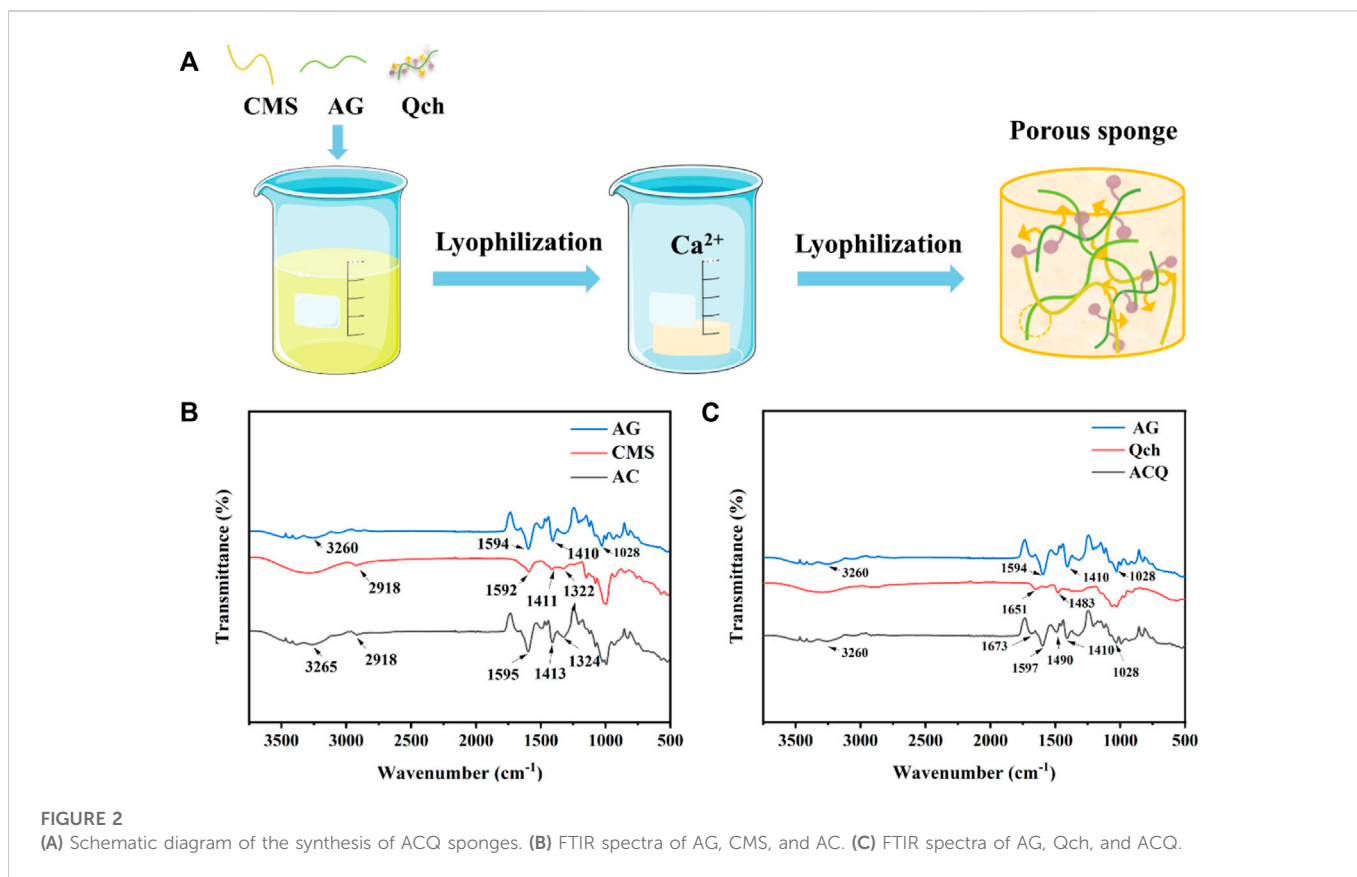 A
CMS AG Qch
Lyophilization
Ca²⁺
Lyophilization
Porous sponge
B
AG
CMS
AC
3260
1594
1410
1028
2918
1592
1411
1322
3265
2918
1595
1413
1324
Transmittance (%)
3500 3000 2500 2000 1500 1000 500
Wavenumber (cm⁻¹)
C
AG
Qch
ACQ
3260
1594
1410
1028
1651
1483
3260
1673
1597
1490
1410
1028
Transmittance (%)
3500 3000 2500 2000 1500 1000 500
Wavenumber (cm⁻¹)
FIGURE 2
(A) Schematic diagram of the synthesis of ACQ sponges. (B) FTIR spectra of AG, CMS, and AC. (C) FTIR spectra of AG, Qch, and ACQ.